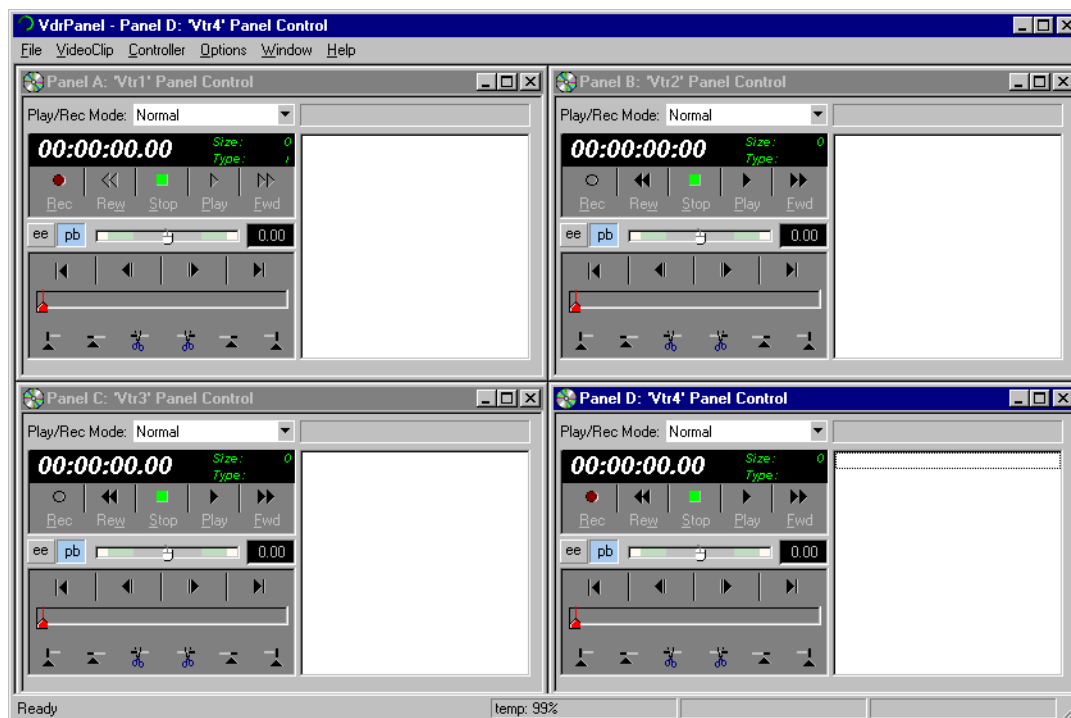 VdrPanel - Panel D: 'Vtr4' Panel Control
File VideoClip Controller Options Window Help
Panel A: 'Vtr1' Panel Control
Play/Rec Mode: Normal
00:00:00.00
Size: 0
Type:
Rec Rew Stop Play Fwd
ee pb 0.00
Panel B: 'Vtr2' Panel Control
Play/Rec Mode: Normal
00:00:00:00
Size: 0
Type:
Rec Rew Stop Play Fwd
ee pb 0.00
Panel C: 'Vtr3' Panel Control
Play/Rec Mode: Normal
00:00:00.00
Size: 0
Type:
Rec Rew Stop Play Fwd
ee pb 0.00
Panel D: 'Vtr4' Panel Control
Play/Rec Mode: Normal
00:00:00.00
Size: 0
Type:
Rec Rew Stop Play Fwd
ee pb 0.00
Ready temp: 99%